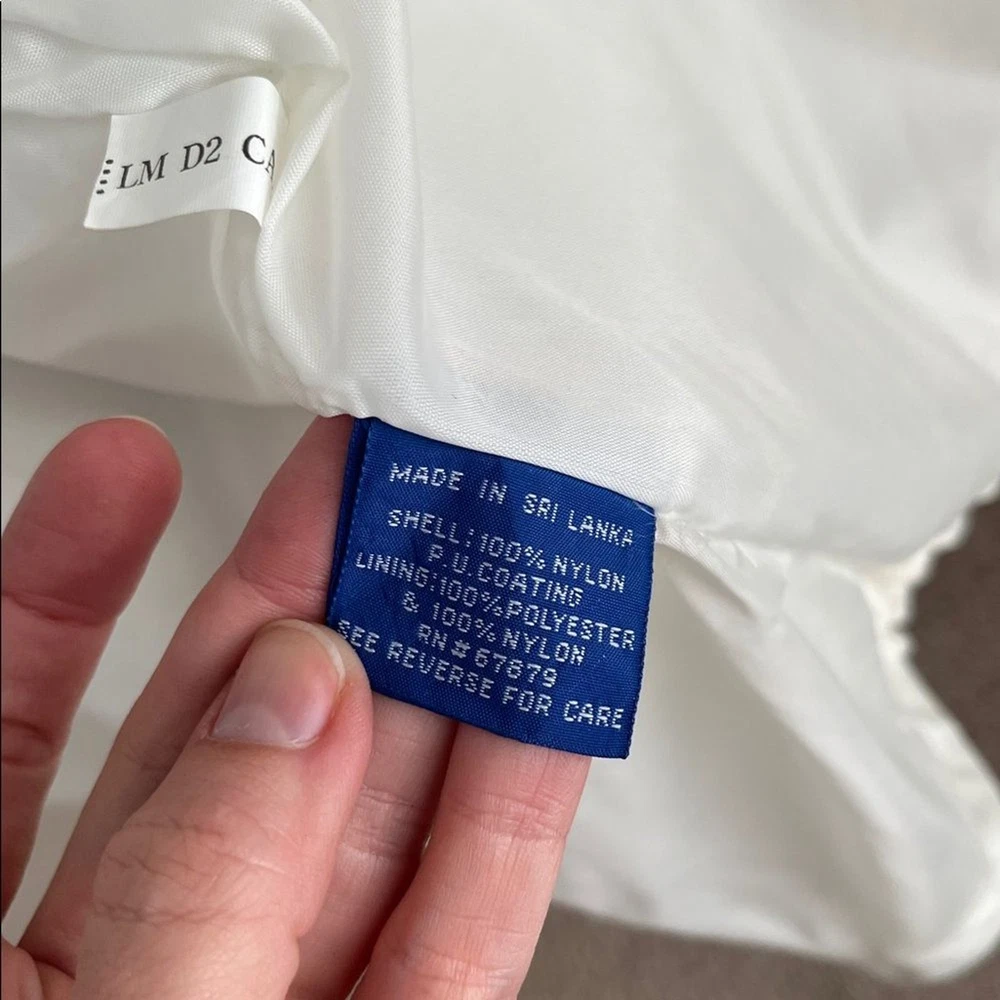 LM D2 CA
MADE IN SRI LANKA
SHELL:100% NYLON
P.U.COATING
LINING:100%POLYESTER
& 100% NYLON
RN#67679
SEE REVERSE FOR CARE